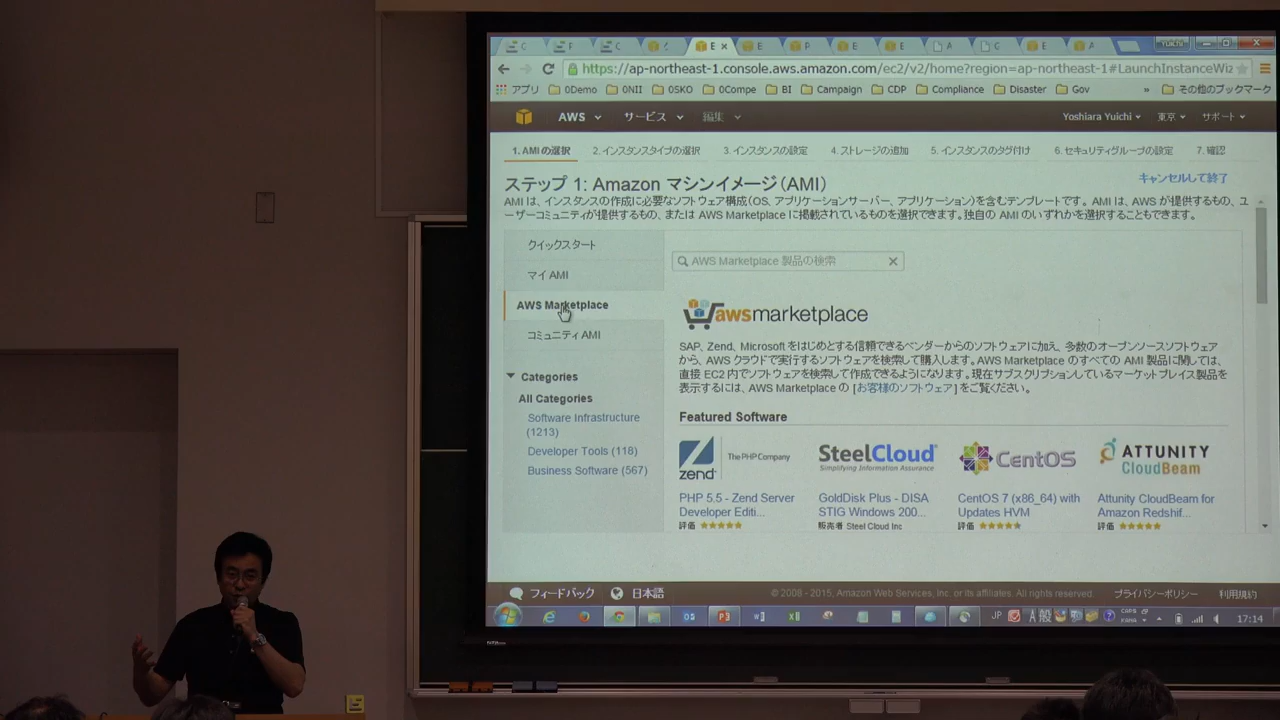 https://ap-northeast-1.console.aws.amazon.com/ec2/v2/home?region=ap-northeast-1#LaunchInstanceWiz
アプリ 0Demo 0NII 0SKO 0Compe BI Campaign CDP Compliance Disaster Gov » その他のブックマーク
AWS サービス 編集 Yoshiara Yuichi 東京 サポート
1. AMI の選択 2. インスタンスタイプの選択 3. インスタンスの設定 4. ストレージの追加 5. インスタンスのタグ付け 6. セキュリティグループの設定 7. 確認
ステップ 1: Amazon マシンイメージ(AMI)
キャンセルして終了
AMI は、インスタンスの作成に必要なソフトウェア構成(OS、アプリケーションサーバー、アプリケーション)を含むテンプレートです。 AMI は、AWS が提供するもの、ユ
ーザーコミュニティが提供するもの、または AWS Marketplace に掲載されているものを選択できます。独自の AMI のいずれかを選択することもできます。
クイックスタート
マイ AMI
AWS Marketplace
コミュニティ AMI
Categories
All Categories
Software Infrastructure
(1213)
Developer Tools (118)
Business Software (567)
AWS Marketplace 製品の検索
awsmarketplace
SAP、Zend、Microsoft をはじめとする信頼できるベンダーからのソフトウェアに加え、多数のオープンソースソフトウェア
から、AWS クラウドで実行するソフトウェアを検索して購入します。AWS Marketplace のすべての AMI 製品に関しては、
直接 EC2 内でソフトウェアを検索して作成できるようになります。現在サブスクリプションしているマーケットプレイス製品を
表示するには、AWS Marketplace の [お客様のソフトウェア] をご覧ください。
Featured Software
zend The PHP Company
PHP 5.5 - Zend Server
Developer Editi...
評価 ★★★★★
SteelCloud
Simplifying Information Assurance
GoldDisk Plus - DISA
STIG Windows 200...
販売者 Steel Cloud Inc
CentOS
CentOS 7 (x86_64) with
Updates HVM
評価
ATTUNITY
CloudBeam
Attunity CloudBeam for
Amazon Redshif...
評価 ★★★★★
フィードバック 日本語 © 2008 - 2015, Amazon Web Services, Inc. or its affiliates. All rights reserved. プライバシーポリシー 利用規約
JP A 般 CAPS KANA 17:14